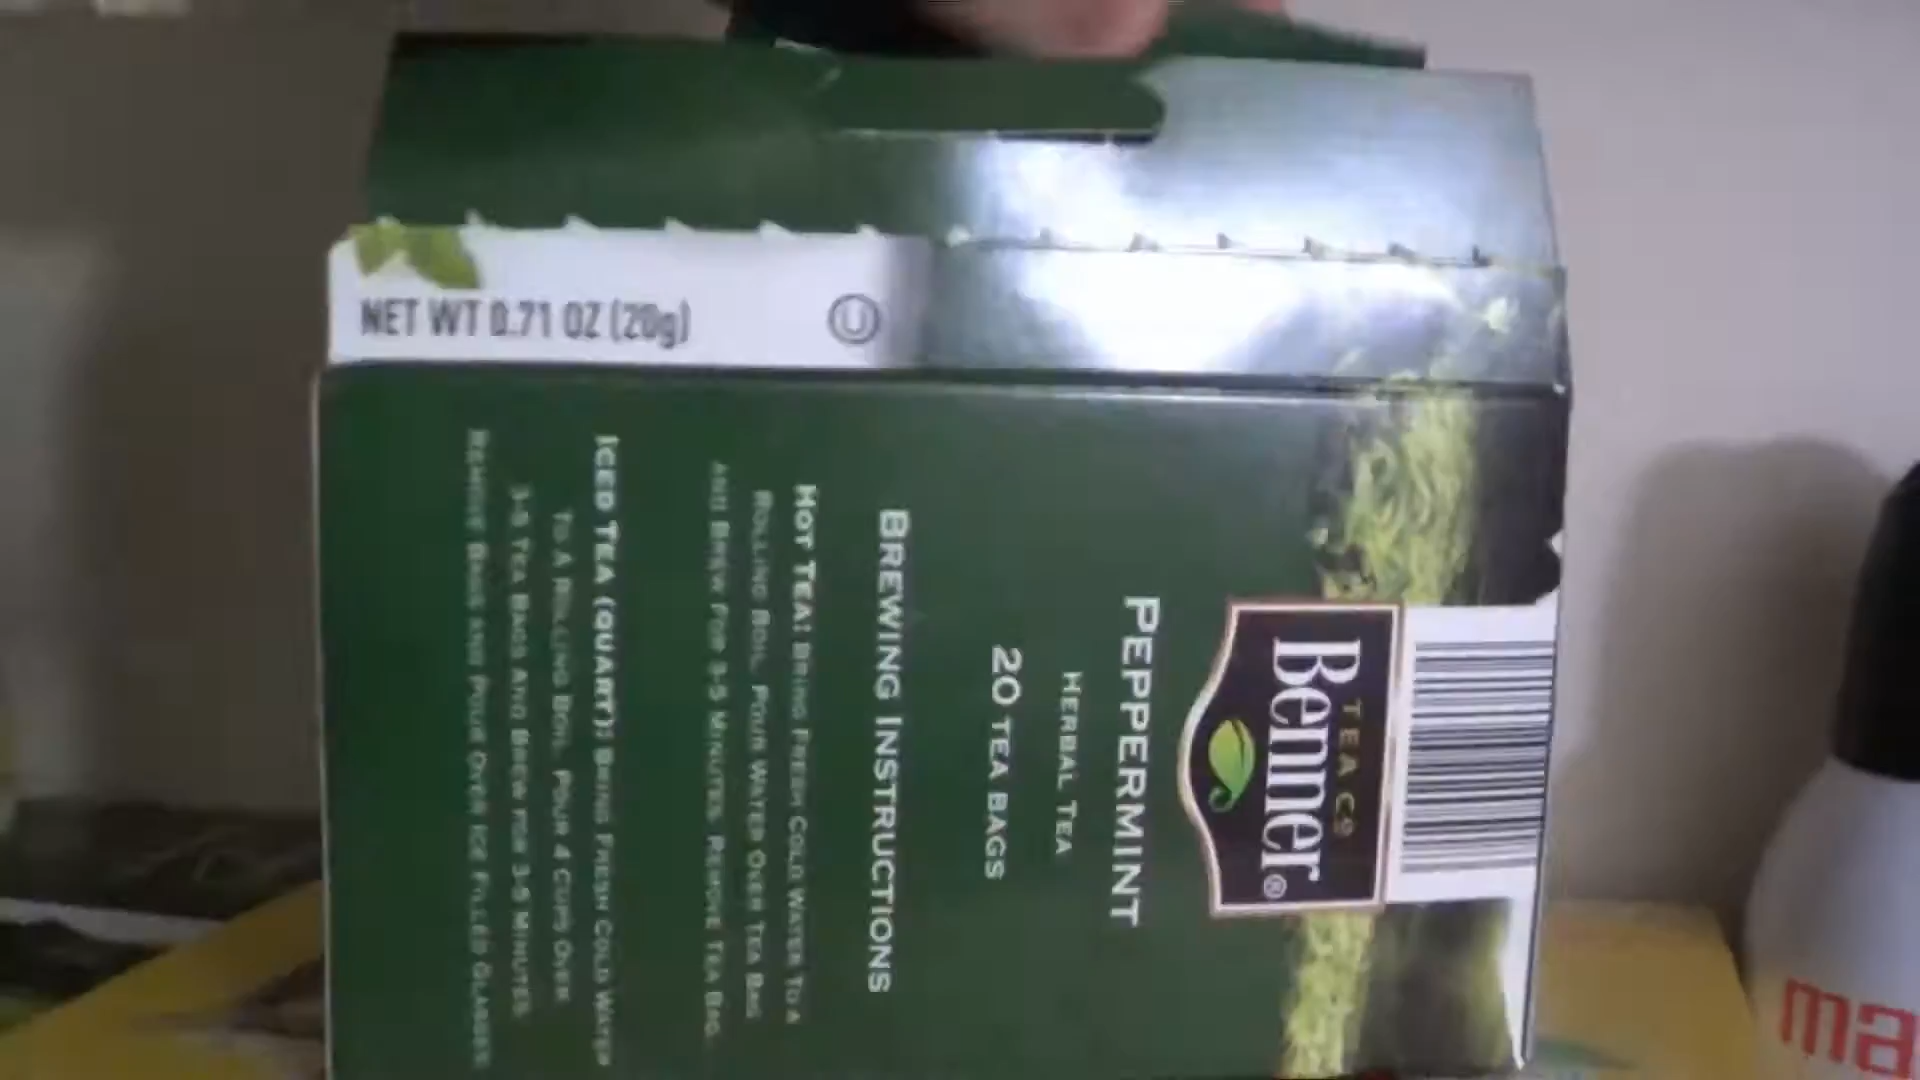 NET WT 0.71 OZ (20g)
U
Benner®
TEA Cº
PEPPERMINT
HERBAL TEA
20 TEA BAGS
BREWING INSTRUCTIONS
HOT TEA: BRING FRESH COLD WATER TO A
ROLLING BOIL. POUR WATER OVER TEA BAG
AND BREW FOR 3-5 MINUTES. REMOVE TEA BAG.
ICED TEA (QUART): BRING FRESH COLD WATER
TO A ROLLING BOIL. POUR 4 CUPS OVER
3-5 TEA BAGS AND BREW FOR 3-5 MINUTES.
REMOVE BAGS AND POUR OVER ICE FILLED GLASSES.
ma